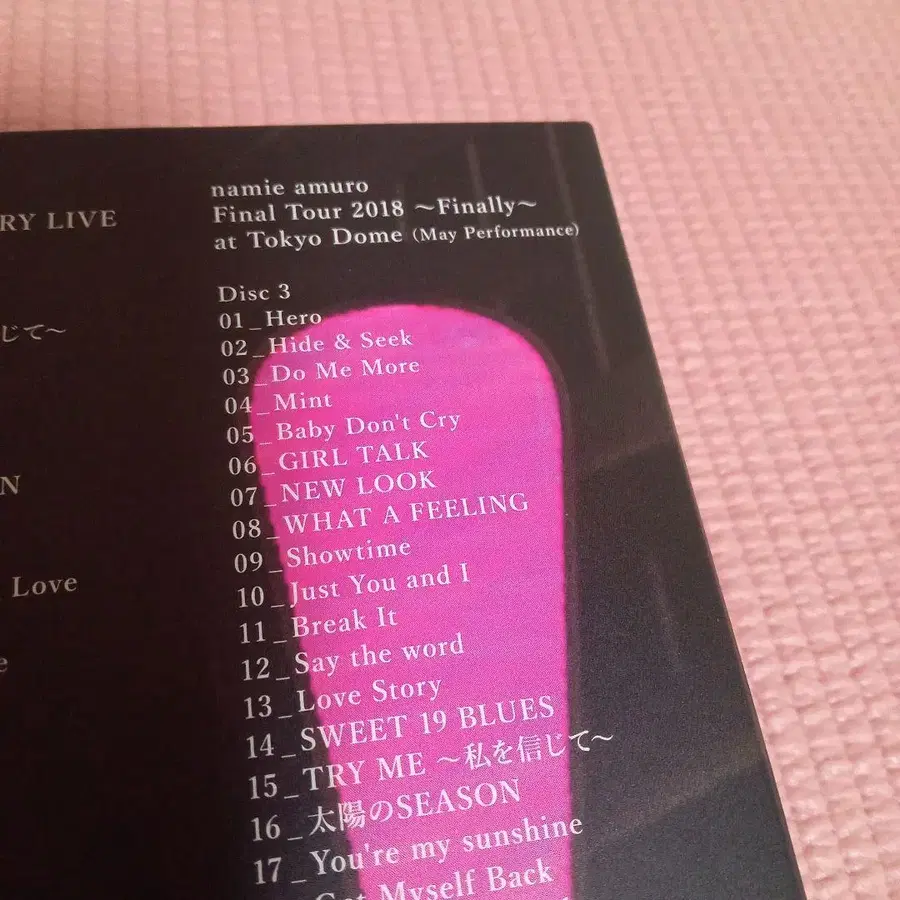 RY LIVE
じて～
N
Love
e
namie amuro
Final Tour 2018 ～Finally～
at Tokyo Dome (May Performance)
Disc 3
01_Hero
02_Hide & Seek
03_Do Me More
04_Mint
05_Baby Don't Cry
06_GIRL TALK
07_NEW LOOK
08_WHAT A FEELING
09_Showtime
10_Just You and I
11_Break It
12_Say the word
13_Love Story
14_SWEET 19 BLUES
15_TRY ME ～私を信じて～
16_太陽のSEASON
17_You're my sunshine
Get Myself Back